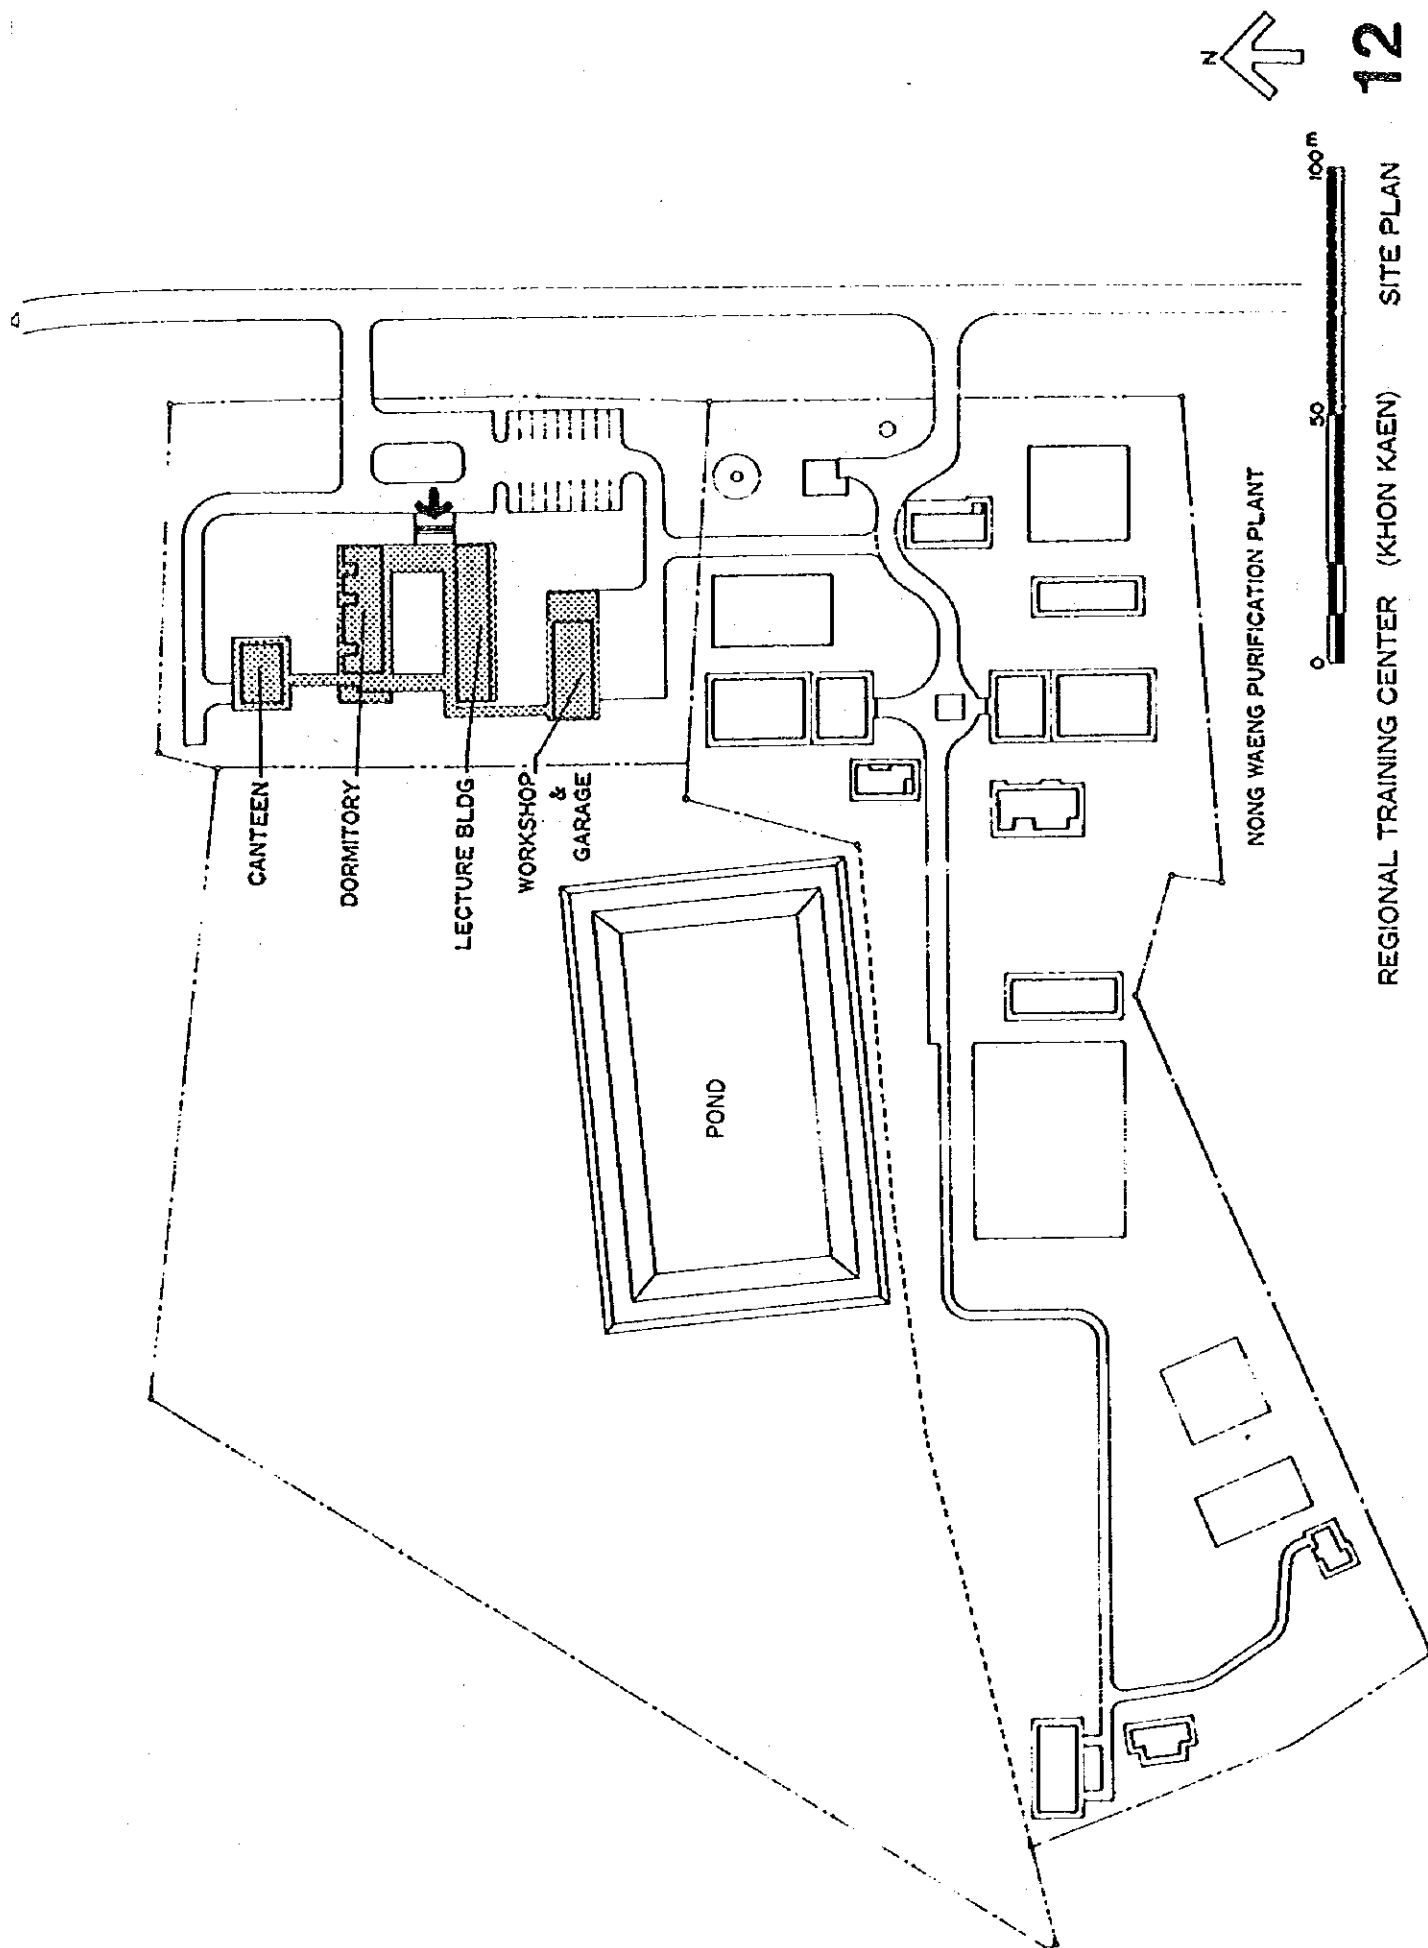 CANTEEN
DORMITORY
LECTURE BLDG
WORKSHOP
&
GARAGE
POND
NONG WAENG PURIFICATION PLANT
N
0 50 100m
REGIONAL TRAINING CENTER (KHON KAEN) SITE PLAN 12